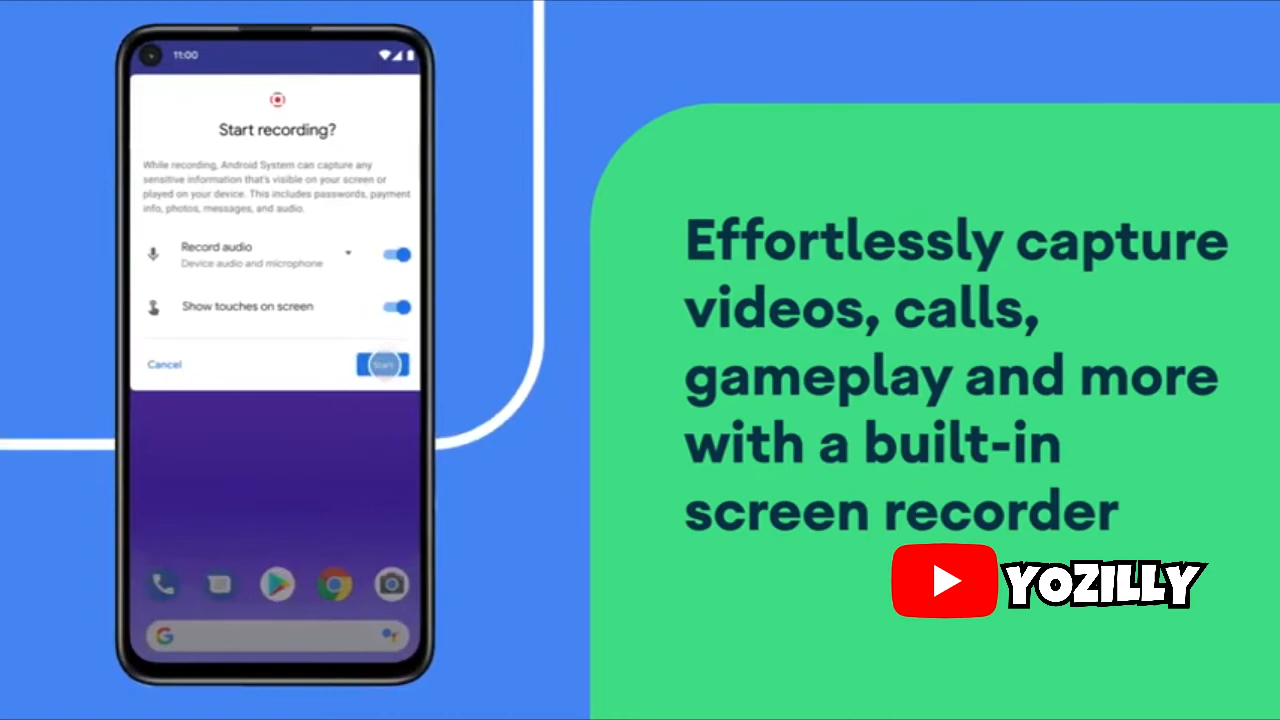 11:00
Start recording?
While recording, Android System can capture any
sensitive information that's visible on your screen or
played on your device. This includes passwords, payment
info, photos, messages, and audio.
Record audio
Device audio and microphone
Show touches on screen
Cancel
Start
Effortlessly capture
videos, calls,
gameplay and more
with a built-in
screen recorder
YOZILLY